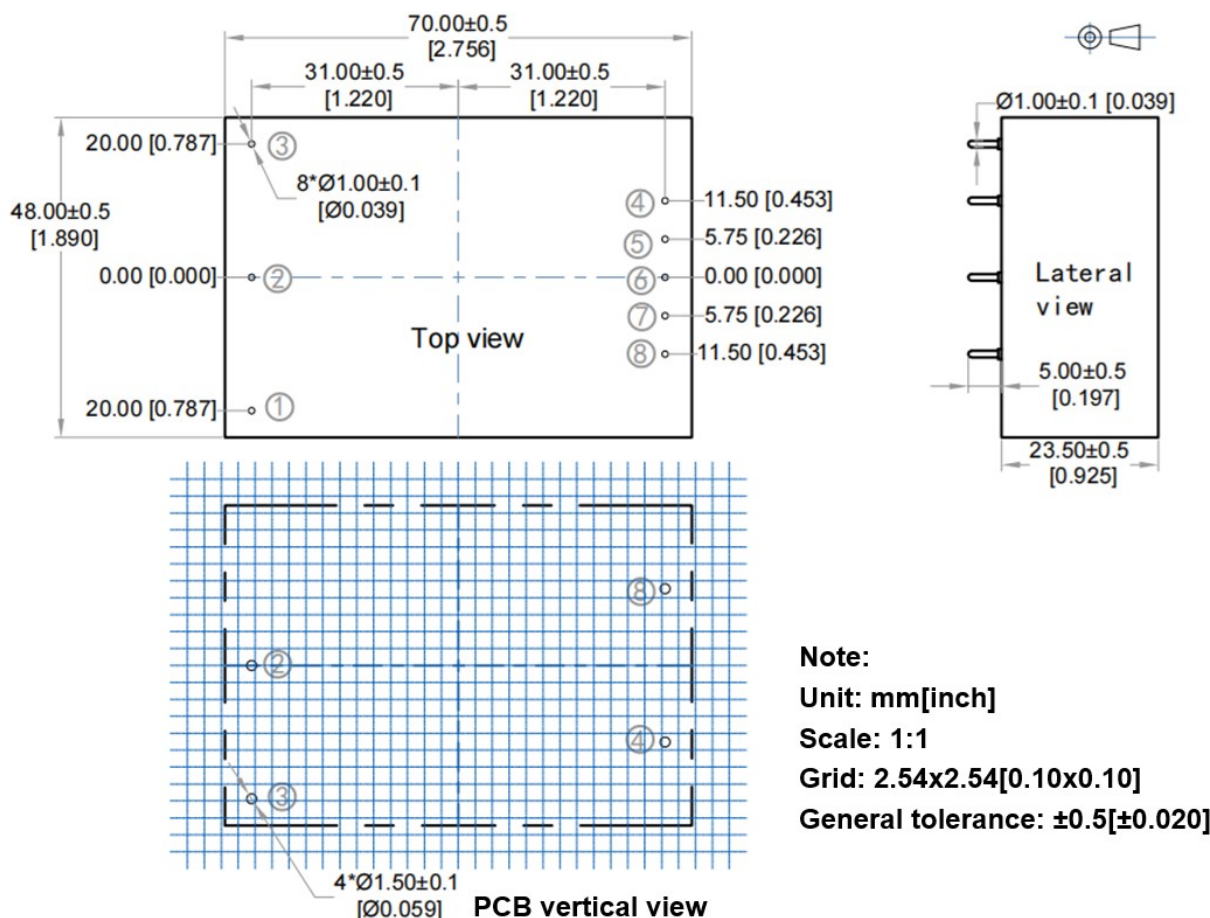 70.00±0.5
[2.756]
31.00±0.5
[1.220]
31.00±0.5
[1.220]
Ø1.00±0.1 [0.039]
20.00 [0.787]
③
8*Ø1.00±0.1
[Ø0.039]
④
11.50 [0.453]
48.00±0.5
[1.890]
⑤
5.75 [0.226]
0.00 [0.000]
②
⑥
0.00 [0.000]
Lateral
view
⑦
5.75 [0.226]
Top view
⑧
11.50 [0.453]
5.00±0.5
[0.197]
20.00 [0.787]
①
23.50±0.5
[0.925]
⑧
②
④
③
4*Ø1.50±0.1
[Ø0.059]
PCB vertical view
Note:
Unit: mm[inch]
Scale: 1:1
Grid: 2.54x2.54[0.10x0.10]
General tolerance: ±0.5[±0.020]